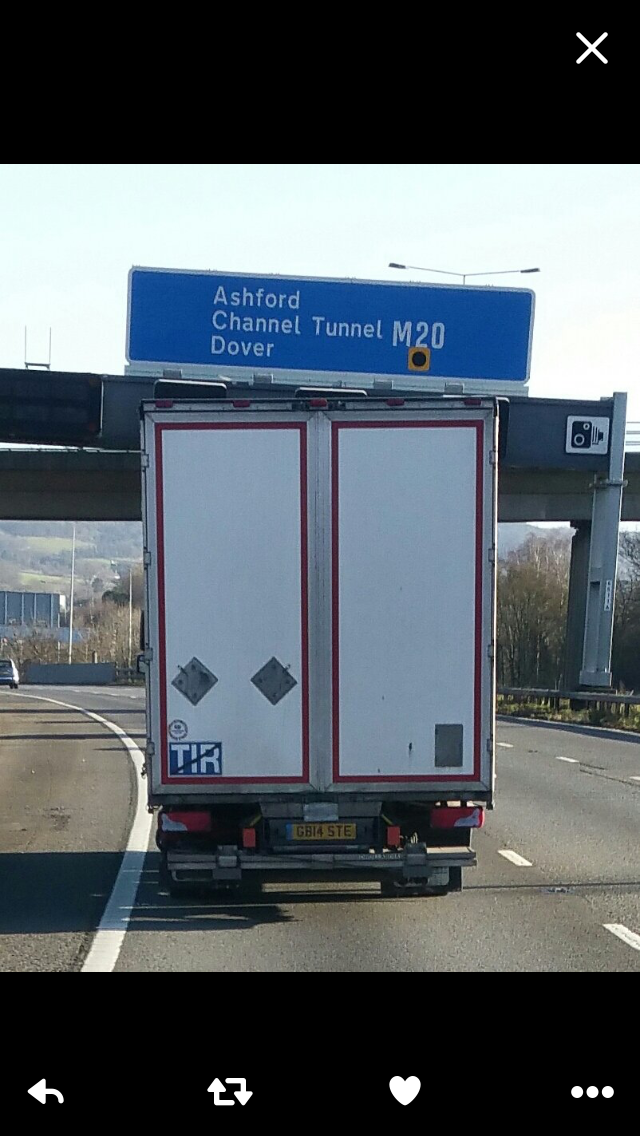 Ashford
Channel Tunnel M20
Dover
TIR
GB14 STE